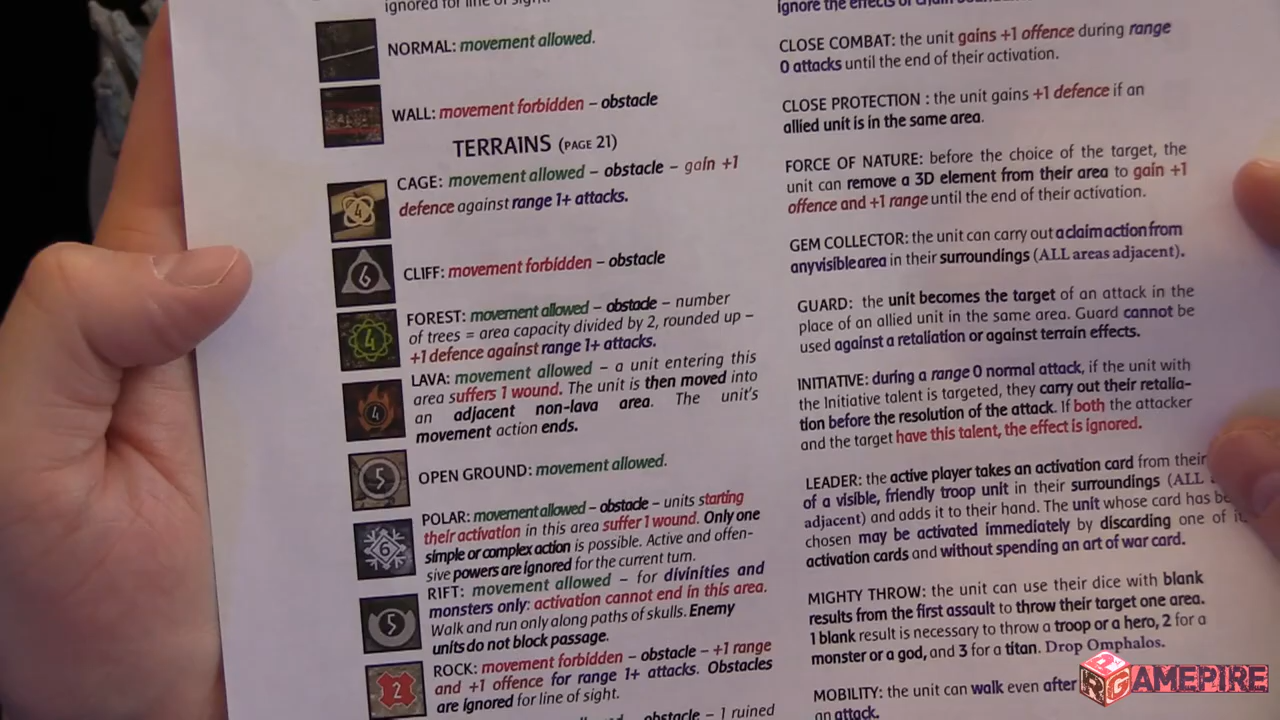 ignored for line of sight.
NORMAL: movement allowed.
WALL: movement forbidden – obstacle
TERRAINS (PAGE 21)
CAGE: movement allowed – obstacle – gain +1
defence against range 1+ attacks.
4
CLIFF: movement forbidden – obstacle
6
FOREST: movement allowed – obstacle – number
of trees = area capacity divided by 2, rounded up –
+1 defence against range 1+ attacks.
4
LAVA: movement allowed – a unit entering this
area suffers 1 wound. The unit is then moved into
an adjacent non-lava area. The unit's
movement action ends.
4
OPEN GROUND: movement allowed.
5
POLAR: movement allowed – obstacle – units starting
their activation in this area suffer 1 wound. Only one
simple or complex action is possible. Active and offen-
sive powers are ignored for the current turn.
6
RIFT: movement allowed – for divinities and
monsters only: activation cannot end in this area.
Walk and run only along paths of skulls. Enemy
units do not block passage.
5
ROCK: movement forbidden – obstacle – +1 range
and +1 offence for range 1+ attacks. Obstacles
are ignored for line of sight.
2
obstacle – 1 ruined
ignore the effects of
CLOSE COMBAT: the unit gains +1 offence during range
0 attacks until the end of their activation.
CLOSE PROTECTION : the unit gains +1 defence if an
allied unit is in the same area.
FORCE OF NATURE: before the choice of the target, the
unit can remove a 3D element from their area to gain +1
offence and +1 range until the end of their activation.
GEM COLLECTOR: the unit can carry out a claim action from
any visible area in their surroundings (ALL areas adjacent).
GUARD: the unit becomes the target of an attack in the
place of an allied unit in the same area. Guard cannot be
used against a retaliation or against terrain effects.
INITIATIVE: during a range 0 normal attack, if the unit with
the Initiative talent is targeted, they carry out their retalia-
tion before the resolution of the attack. If both the attacker
and the target have this talent, the effect is ignored.
LEADER: the active player takes an activation card from their
of a visible, friendly troop unit in their surroundings (ALL
adjacent) and adds it to their hand. The unit whose card has
chosen may be activated immediately by discarding one of
activation cards and without spending an art of war card.
MIGHTY THROW: the unit can use their dice with blank
results from the first assault to throw their target one area.
1 blank result is necessary to throw a troop or a hero, 2 for a
monster or a god, and 3 for a titan. Drop Omphalos.
MOBILITY: the unit can walk even after
an attack.
GAMEPIRE